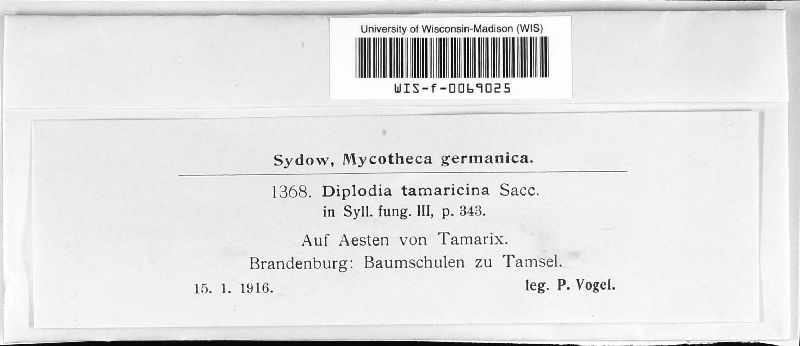 University of Wisconsin-Madison (WIS)
WIS-f-0069025
Sydow, Mycotheca germanica.
1368. Diplodia tamaricina Sacc.
in Syll. fung. III, p. 343.
Auf Aesten von Tamarix.
Brandenburg: Baumschulen zu Tamsel.
15. 1. 1916. leg. P. Vogel.